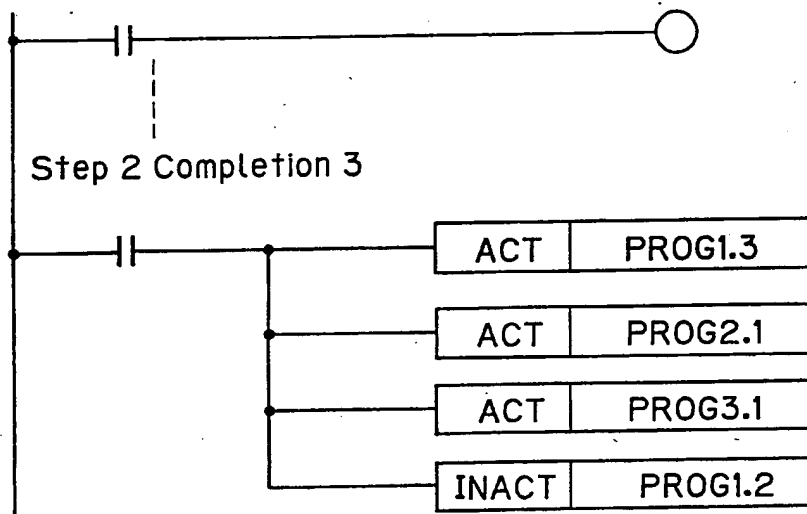 Step 2 Completion 3
ACT PROG1.3
ACT PROG2.1
ACT PROG3.1
INACT PROG1.2